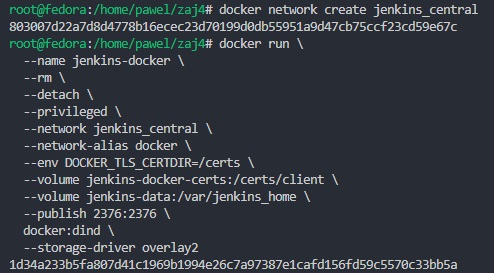 root@fedora:/home/pawel/zaj4# docker network create jenkins_central
803007d22a7d8d4778b16ecec23d70199d0db55951a9d47cb75ccf23cd59e67c
root@fedora:/home/pawel/zaj4# docker run \
  --name jenkins-docker \
  --rm \
  --detach \
  --privileged \
  --network jenkins_central \
  --network-alias docker \
  --env DOCKER_TLS_CERTDIR=/certs \
  --volume jenkins-docker-certs:/certs/client \
  --volume jenkins-data:/var/jenkins_home \
  --publish 2376:2376 \
  docker:dind \
  --storage-driver overlay2
1d34a233b5fa807d41c1969b1994e26c7a97387e1cafd156fd59c5570c33bb5a